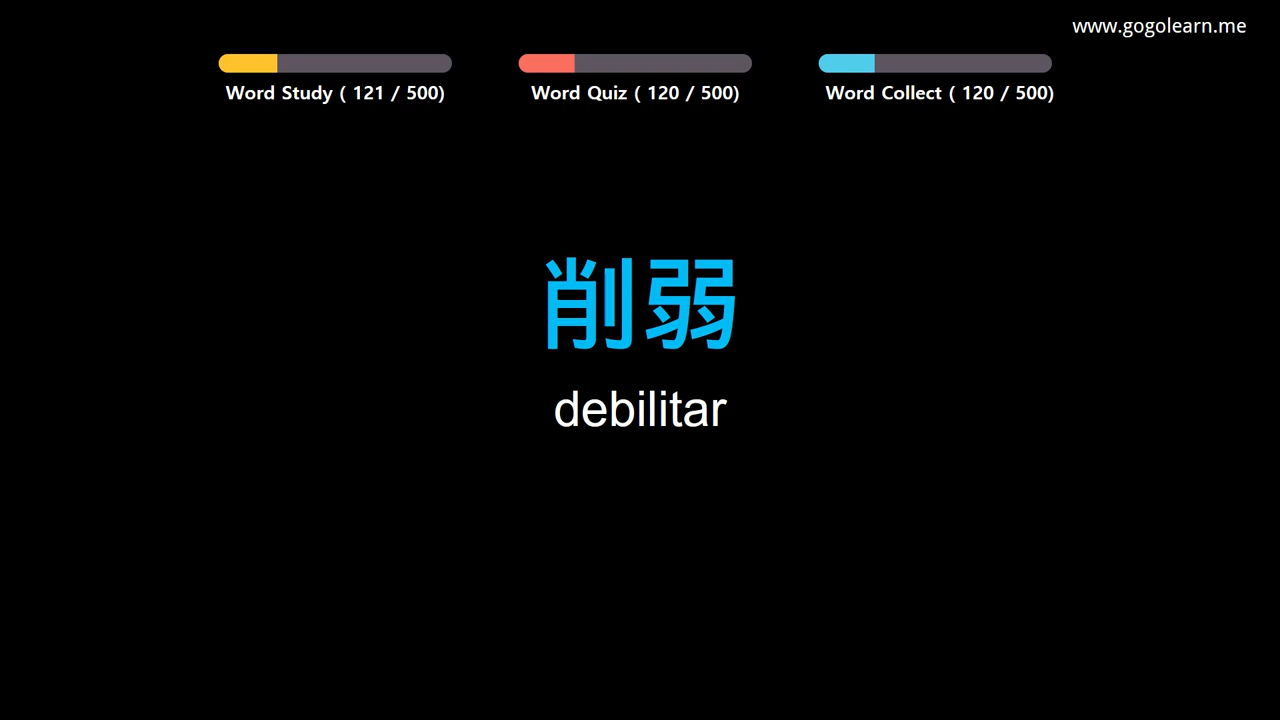 www.gogolearn.me
Word Study ( 121 / 500)
Word Quiz ( 120 / 500)
Word Collect ( 120 / 500)
削弱
debilitar